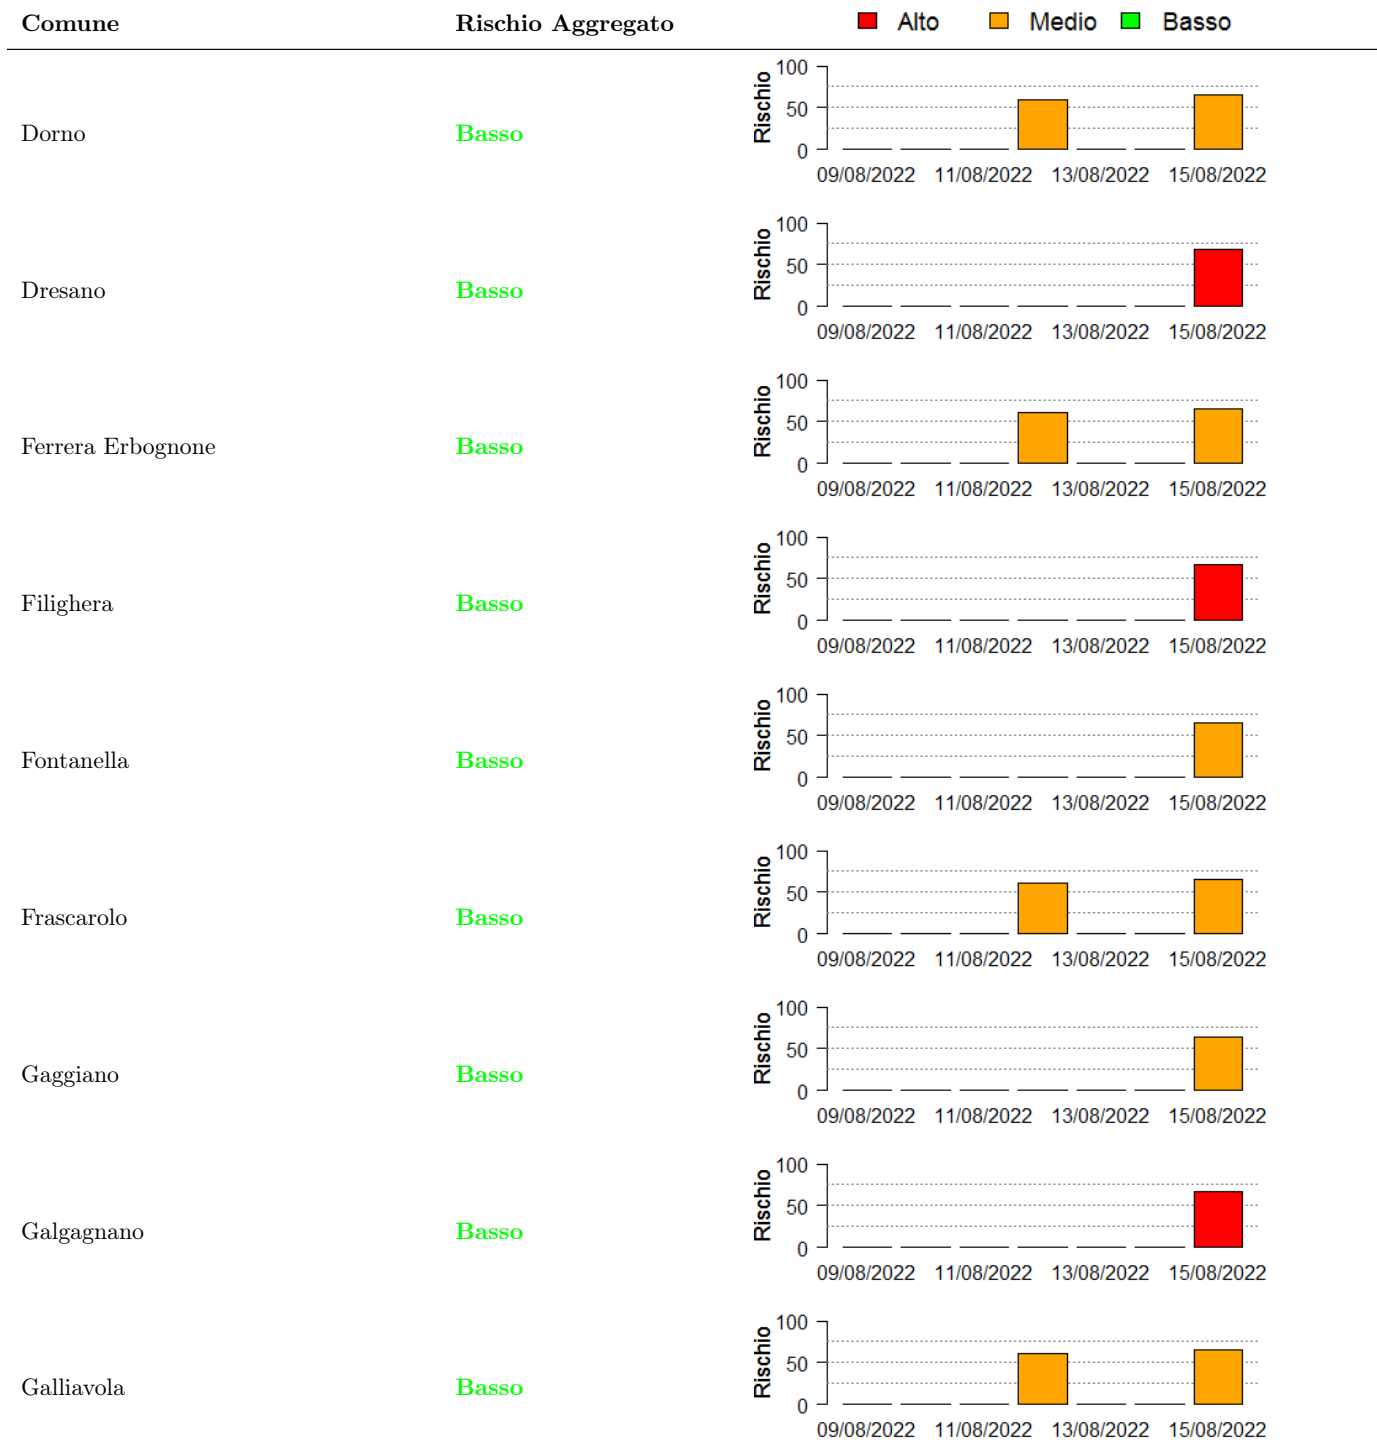 Comune Rischio Aggregato Alto Medio Basso
100
50
0
Rischio
Dorno Basso
09/08/2022 11/08/2022 13/08/2022 15/08/2022
100
50
0
Rischio
Dresano Basso
09/08/2022 11/08/2022 13/08/2022 15/08/2022
100
50
0
Rischio
Ferrera Erbognone Basso
09/08/2022 11/08/2022 13/08/2022 15/08/2022
100
50
0
Rischio
Filighera Basso
09/08/2022 11/08/2022 13/08/2022 15/08/2022
100
50
0
Rischio
Fontanella Basso
09/08/2022 11/08/2022 13/08/2022 15/08/2022
100
50
0
Rischio
Frascarolo Basso
09/08/2022 11/08/2022 13/08/2022 15/08/2022
100
50
0
Rischio
Gaggiano Basso
09/08/2022 11/08/2022 13/08/2022 15/08/2022
100
50
0
Rischio
Galgagnano Basso
09/08/2022 11/08/2022 13/08/2022 15/08/2022
100
50
0
Rischio
Galliavola Basso
09/08/2022 11/08/2022 13/08/2022 15/08/2022